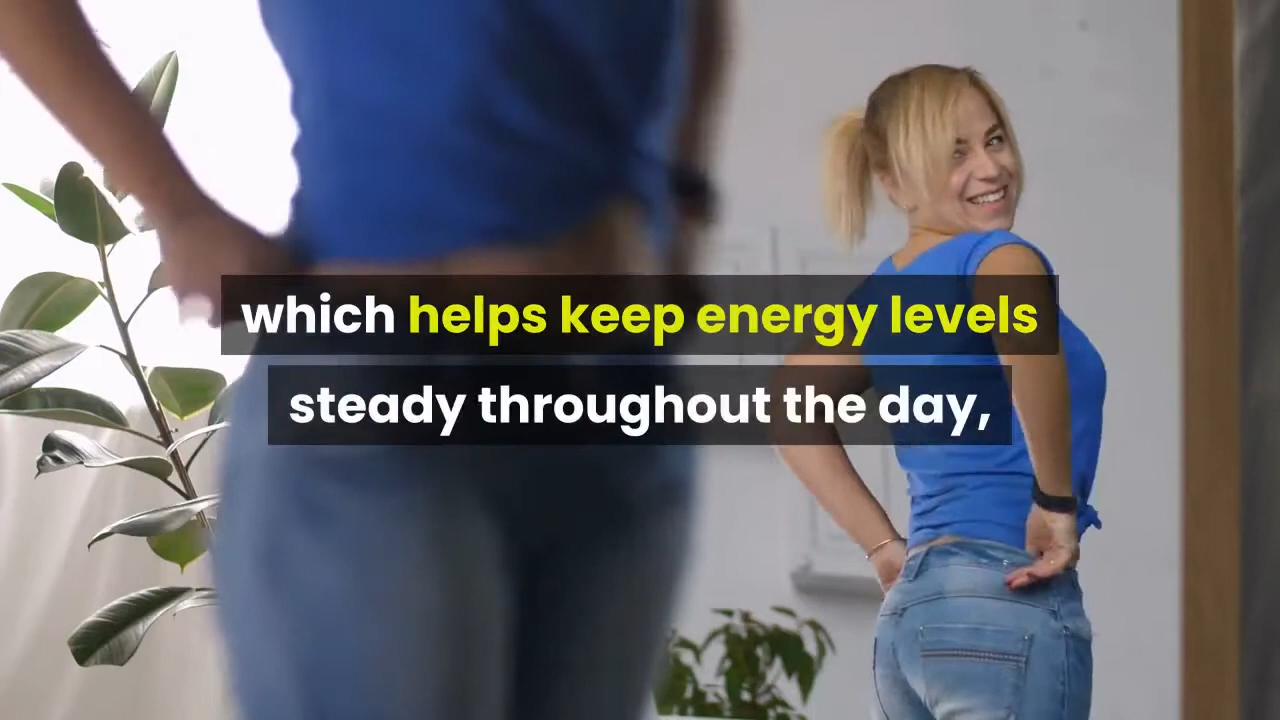 which helps keep energy levels
steady throughout the day,